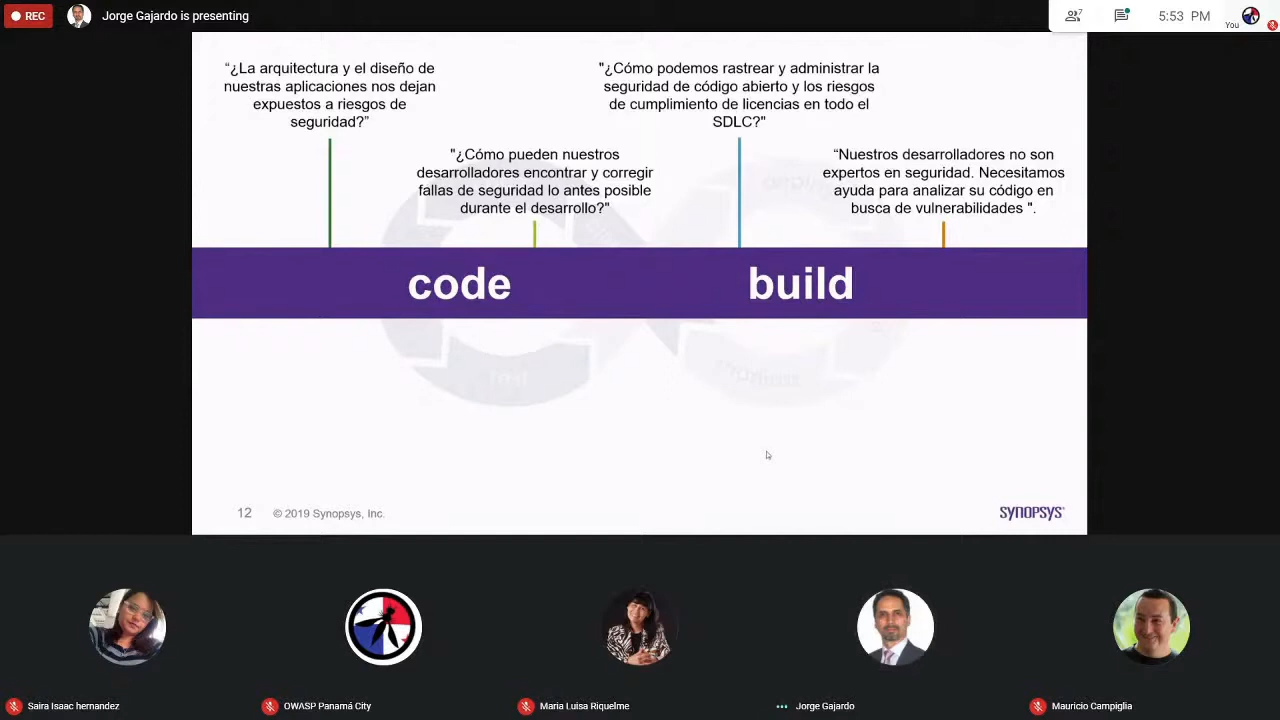 REC
Jorge Gajardo is presenting
7
5:53 PM
You
“¿La arquitectura y el diseño de
nuestras aplicaciones nos dejan
expuestos a riesgos de
seguridad?”
"¿Cómo podemos rastrear y administrar la
seguridad de código abierto y los riesgos
de cumplimiento de licencias en todo el
SDLC?"
"¿Cómo pueden nuestros
desarrolladores encontrar y corregir
fallas de seguridad lo antes posible
durante el desarrollo?"
“Nuestros desarrolladores no son
expertos en seguridad. Necesitamos
ayuda para analizar su código en
busca de vulnerabilidades ".
code
build
12
© 2019 Synopsys, Inc.
SYNOPSYS®
Saira Isaac hernandez
OWASP Panamá City
Maria Luisa Riquelme
Jorge Gajardo
Mauricio Campiglia